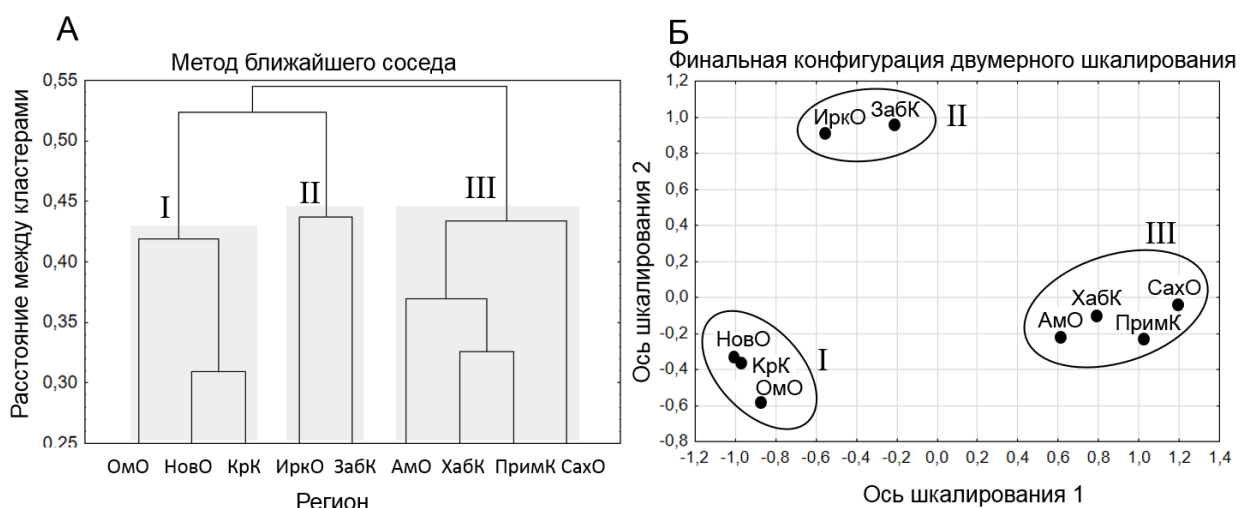 А
Метод ближайшего соседа
Расстояние между кластерами
0,55
0,50
0,45
0,40
0,35
0,30
0,25
I
II
III
ОмО НовО КрК ИркО ЗабК АмО ХабК ПримК СахО
Регион
Б
Финальная конфигурация двумерного шкалирования
Ось шкалирования 2
1,2
1,0
0,8
0,6
0,4
0,2
0,0
-0,2
-0,4
-0,6
-0,8
ИркО ЗабК
II
III
СахО
ХабК
АмО ПримК
НовО
КрК
ОмО
I
-1,2 -1,0 -0,8 -0,6 -0,4 -0,2 0,0 0,2 0,4 0,6 0,8 1,0 1,2 1,4
Ось шкалирования 1